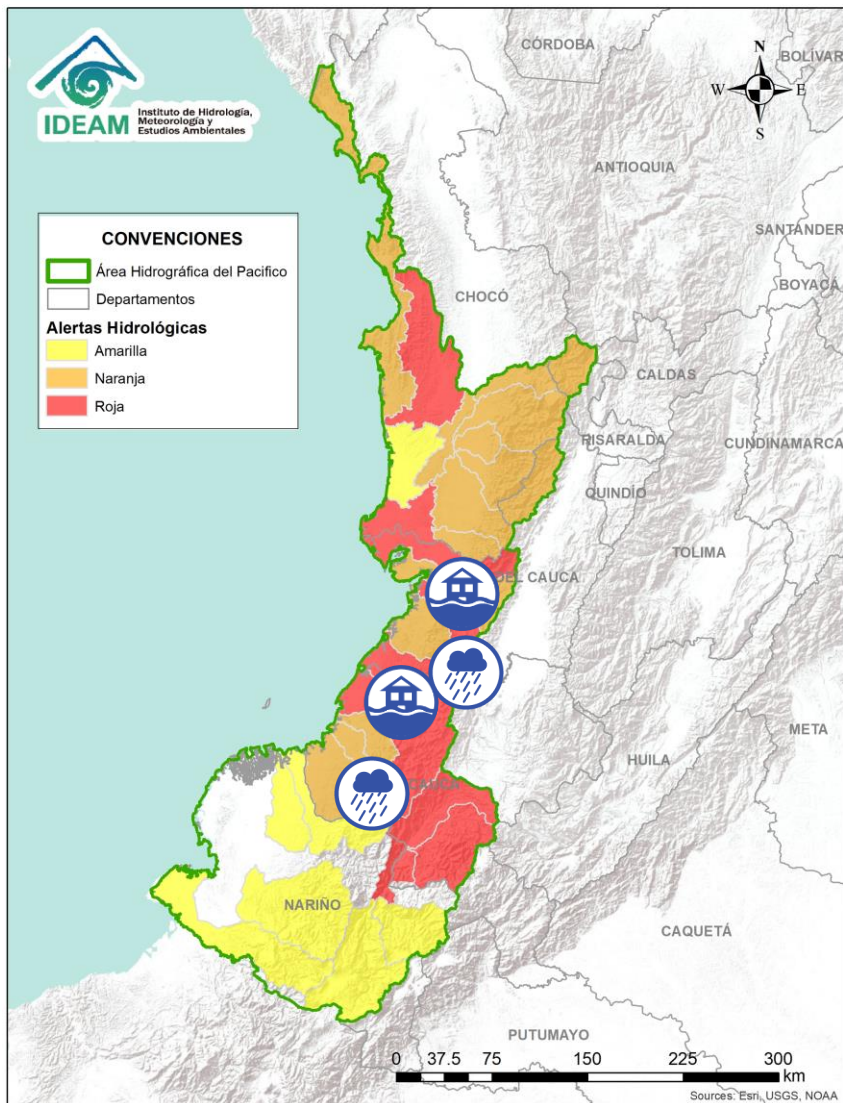 CÓRDOBA
BOLÍVAR
N
W E
S
IDEAM
Instituto de Hidrología,
Meteorología y
Estudios Ambientales
ANTIOQUIA
SANTANDER
BOYACÁ
CONVENCIONES
Área Hidrográfica del Pacifico
Departamentos
Alertas Hidrológicas
Amarilla
Naranja
Roja
CHOCÓ
CALDAS
RISARALDA
CUNDINAMARCA
QUINDÍO
TOLIMA
DEL CAUCA
META
HUILA
CAUCA
NARIÑO
CAQUETÁ
PUTUMAYO
0 37.5 75 150 225 300
km
Sources: Esri, USGS, NOAA